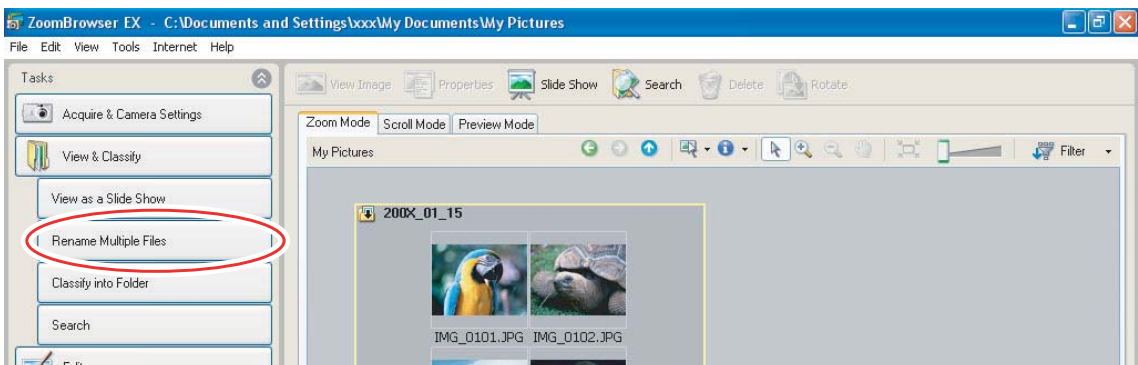 ZoomBrowser EX - C:\Documents and Settings\xxx\My Documents\My Pictures
File Edit View Tools Internet Help
Tasks
View Image Properties Slide Show Search Delete Rotate
Acquire & Camera Settings
Zoom Mode Scroll Mode Preview Mode
View & Classify
My Pictures
Filter
View as a Slide Show
200X_01_15
Rename Multiple Files
Classify into Folder
Search
IMG_0101.JPG IMG_0102.JPG